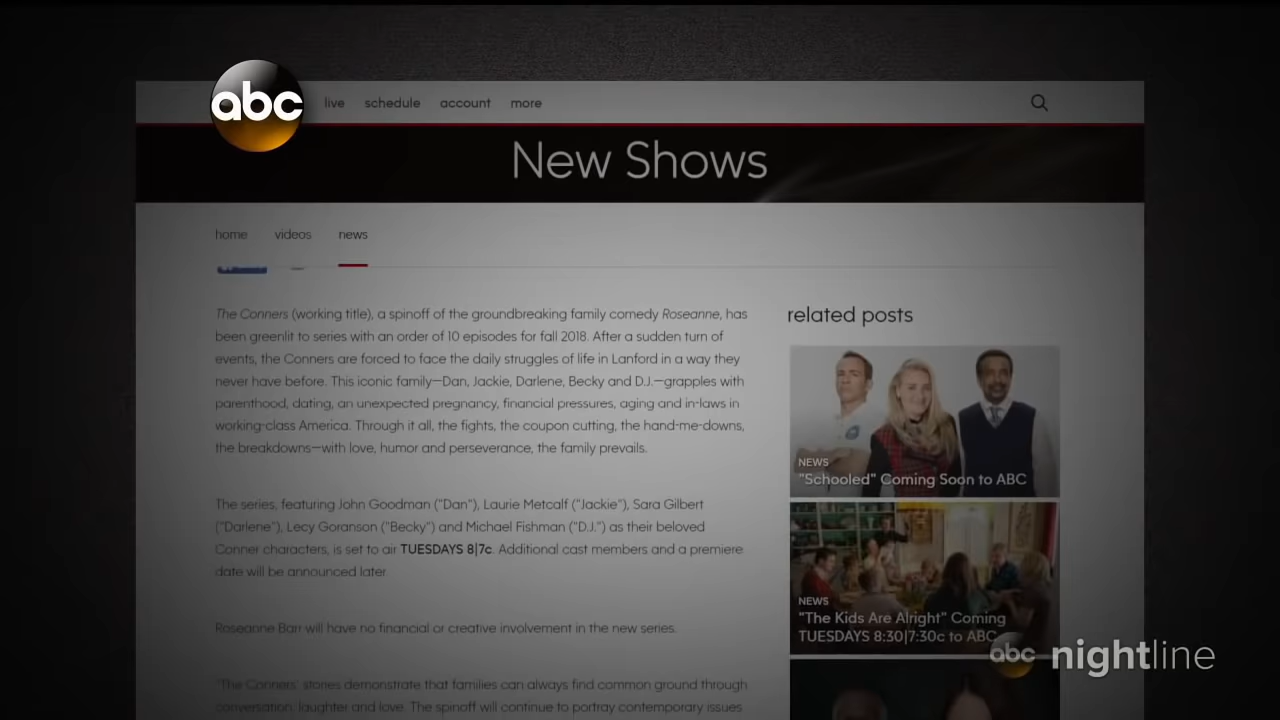 abc
live schedule account more
New Shows
home videos news
The Conners (working title), a spinoff of the groundbreaking family comedy Roseanne, has
been greenlit to series with an order of 10 episodes for fall 2018. After a sudden turn of
events, the Conners are forced to face the daily struggles of life in Lanford in a way they
never have before. This iconic family—Dan, Jackie, Darlene, Becky and D.J.—grapples with
parenthood, dating, an unexpected pregnancy, financial pressures, aging and in-laws in
working-class America. Through it all, the fights, the coupon cutting, the hand-me-downs,
the breakdowns—with love, humor and perseverance, the family prevails.
The series, featuring John Goodman ("Dan"), Laurie Metcalf ("Jackie"), Sara Gilbert
("Darlene"), Lecy Goranson ("Becky") and Michael Fishman ("D.J.") as their beloved
Conner characters, is set to air TUESDAYS 8|7c. Additional cast members and a premiere
date will be announced later.
Roseanne Barr will have no financial or creative involvement in the new series.
"'The Conners' stories demonstrate that families can always find common ground through
conversation, laughter and love. The spinoff will continue to portray contemporary issues
related posts
NEWS
"Schooled" Coming Soon to ABC
NEWS
"The Kids Are Alright" Coming
TUESDAYS 8:30|7:30c to ABC
abc nightline